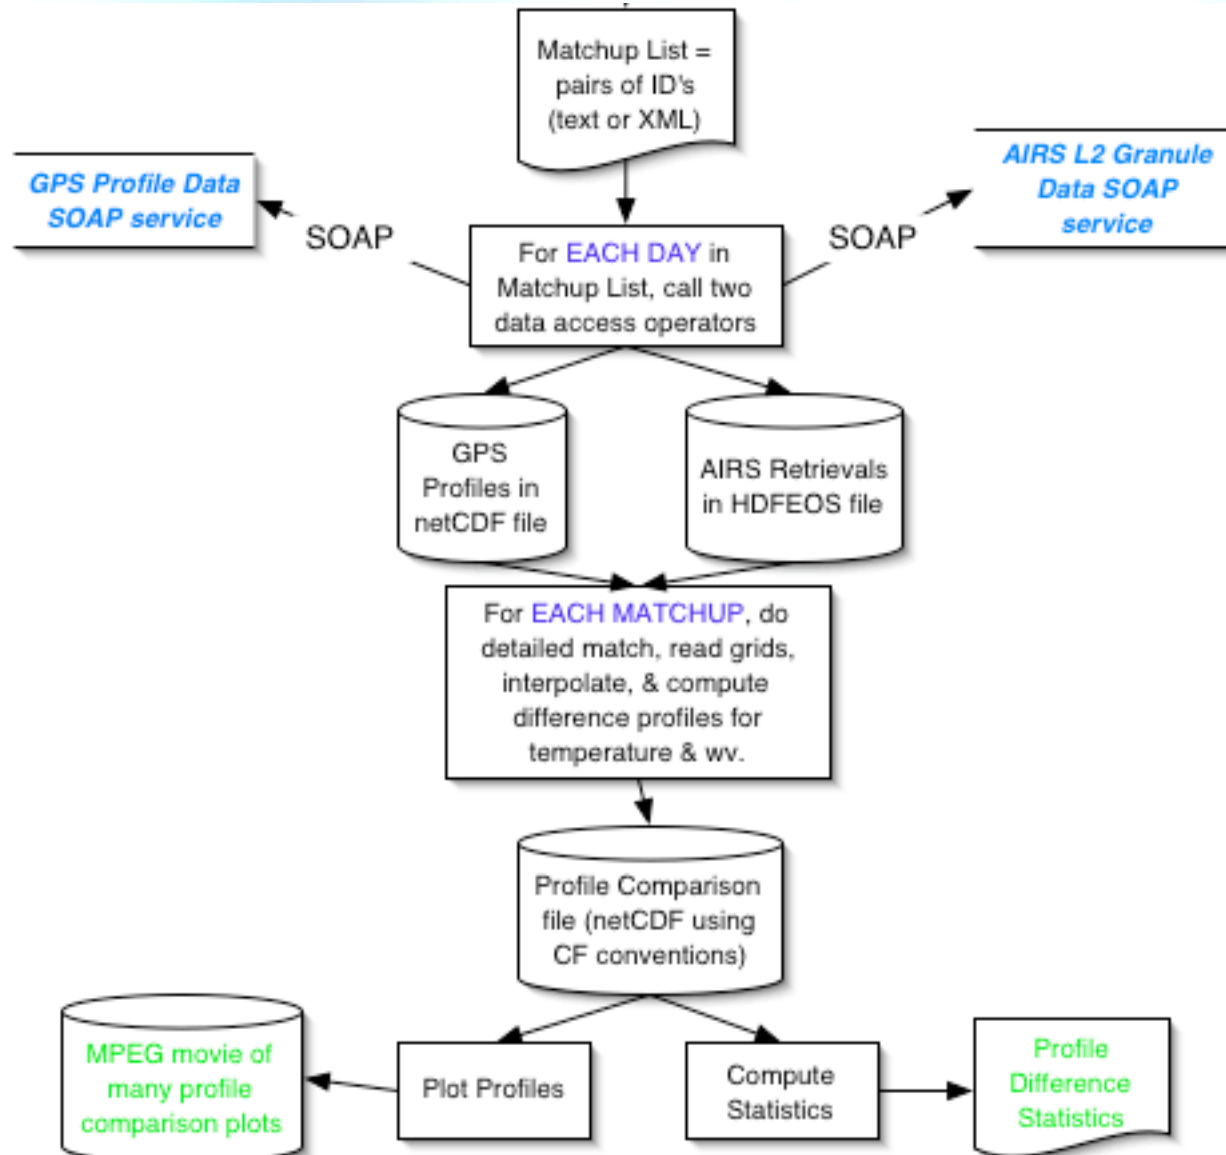 Matchup List =
pairs of ID's
(text or XML)
GPS Profile Data
SOAP service
SOAP
SOAP
AIRS L2 Granule
Data SOAP
service
For EACH DAY in
Matchup List, call two
data access operators
GPS
Profiles in
netCDF file
AIRS Retrievals
in HDFEOS file
For EACH MATCHUP, do
detailed match, read grids,
interpolate, & compute
difference profiles for
temperature & wv.
Profile Comparison
file (netCDF using
CF conventions)
MPEG movie of
many profile
comparison plots
Plot Profiles
Compute
Statistics
Profile
Difference
Statistics